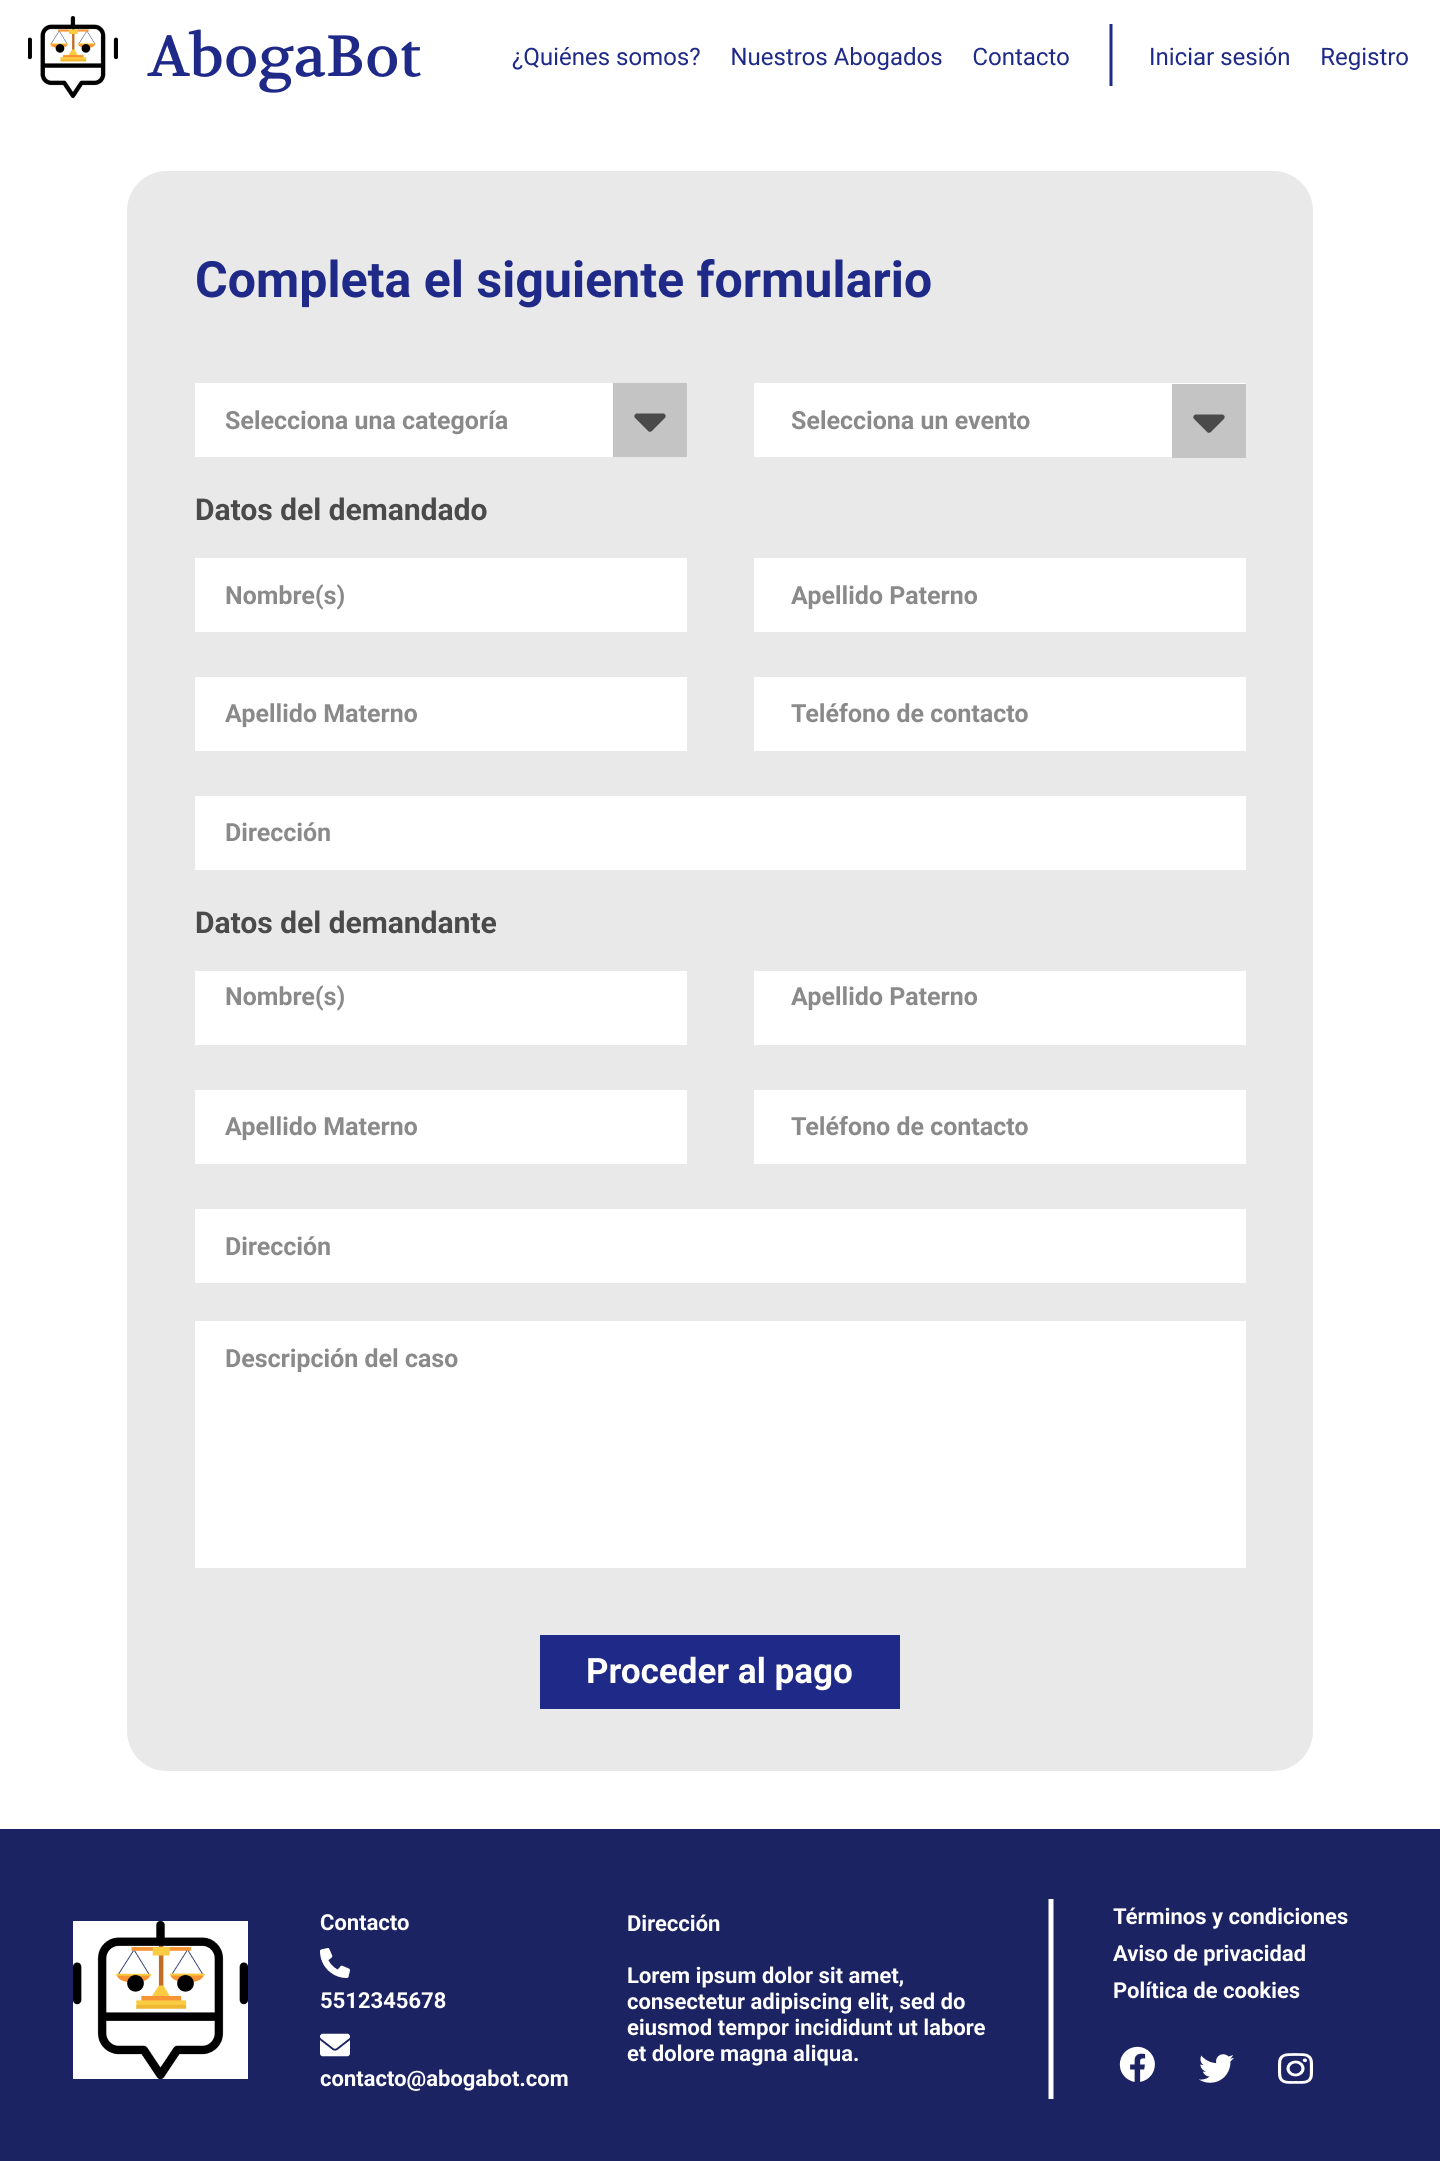 AbogaBot
¿Quiénes somos? Nuestros Abogados Contacto Iniciar sesión Registro
Completa el siguiente formulario
Selecciona una categoría
Selecciona un evento
Datos del demandado
Nombre(s)
Apellido Paterno
Apellido Materno
Teléfono de contacto
Dirección
Datos del demandante
Nombre(s)
Apellido Paterno
Apellido Materno
Teléfono de contacto
Dirección
Descripción del caso
Proceder al pago
Contacto
5512345678
contacto@abogabot.com
Dirección
Lorem ipsum dolor sit amet,
consectetur adipiscing elit, sed do
eiusmod tempor incididunt ut labore
et dolore magna aliqua.
Términos y condiciones
Aviso de privacidad
Política de cookies